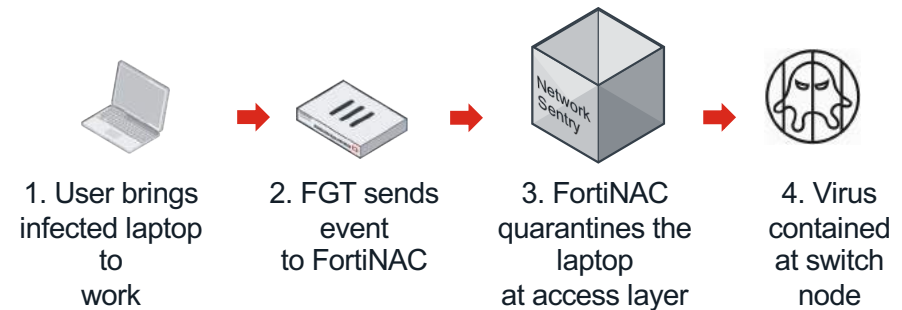 Network
Sentry
1. User brings
infected laptop
to
work
2. FGT sends
event
to FortiNAC
3. FortiNAC
quarantines the
laptop
at access layer
4. Virus
contained
at switch
node